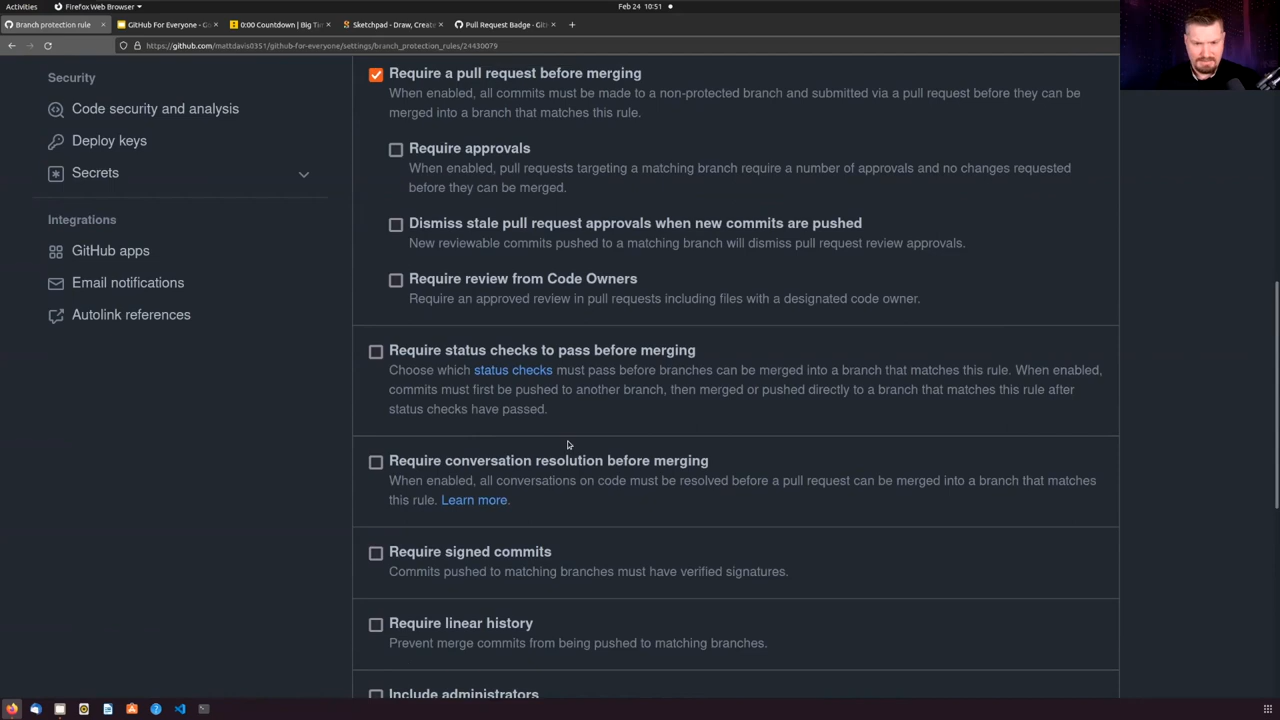 Activities
Firefox Web Browser
Feb 24 10:51
Branch protection rule
GitHub For Everyone - Go
0:00 Countdown | Big Ti
Sketchpad - Draw, Create
Pull Request Badge · Git
https://github.com/mattdavis0351/github-for-everyone/settings/branch_protection_rules/24430079
Security
Code security and analysis
Deploy keys
Secrets
Integrations
GitHub apps
Email notifications
Autolink references
Require a pull request before merging
When enabled, all commits must be made to a non-protected branch and submitted via a pull request before they can be
merged into a branch that matches this rule.
Require approvals
When enabled, pull requests targeting a matching branch require a number of approvals and no changes requested
before they can be merged.
Dismiss stale pull request approvals when new commits are pushed
New reviewable commits pushed to a matching branch will dismiss pull request review approvals.
Require review from Code Owners
Require an approved review in pull requests including files with a designated code owner.
Require status checks to pass before merging
Choose which status checks must pass before branches can be merged into a branch that matches this rule. When enabled,
commits must first be pushed to another branch, then merged or pushed directly to a branch that matches this rule after
status checks have passed.
Require conversation resolution before merging
When enabled, all conversations on code must be resolved before a pull request can be merged into a branch that matches
this rule. Learn more.
Require signed commits
Commits pushed to matching branches must have verified signatures.
Require linear history
Prevent merge commits from being pushed to matching branches.
Include administrators